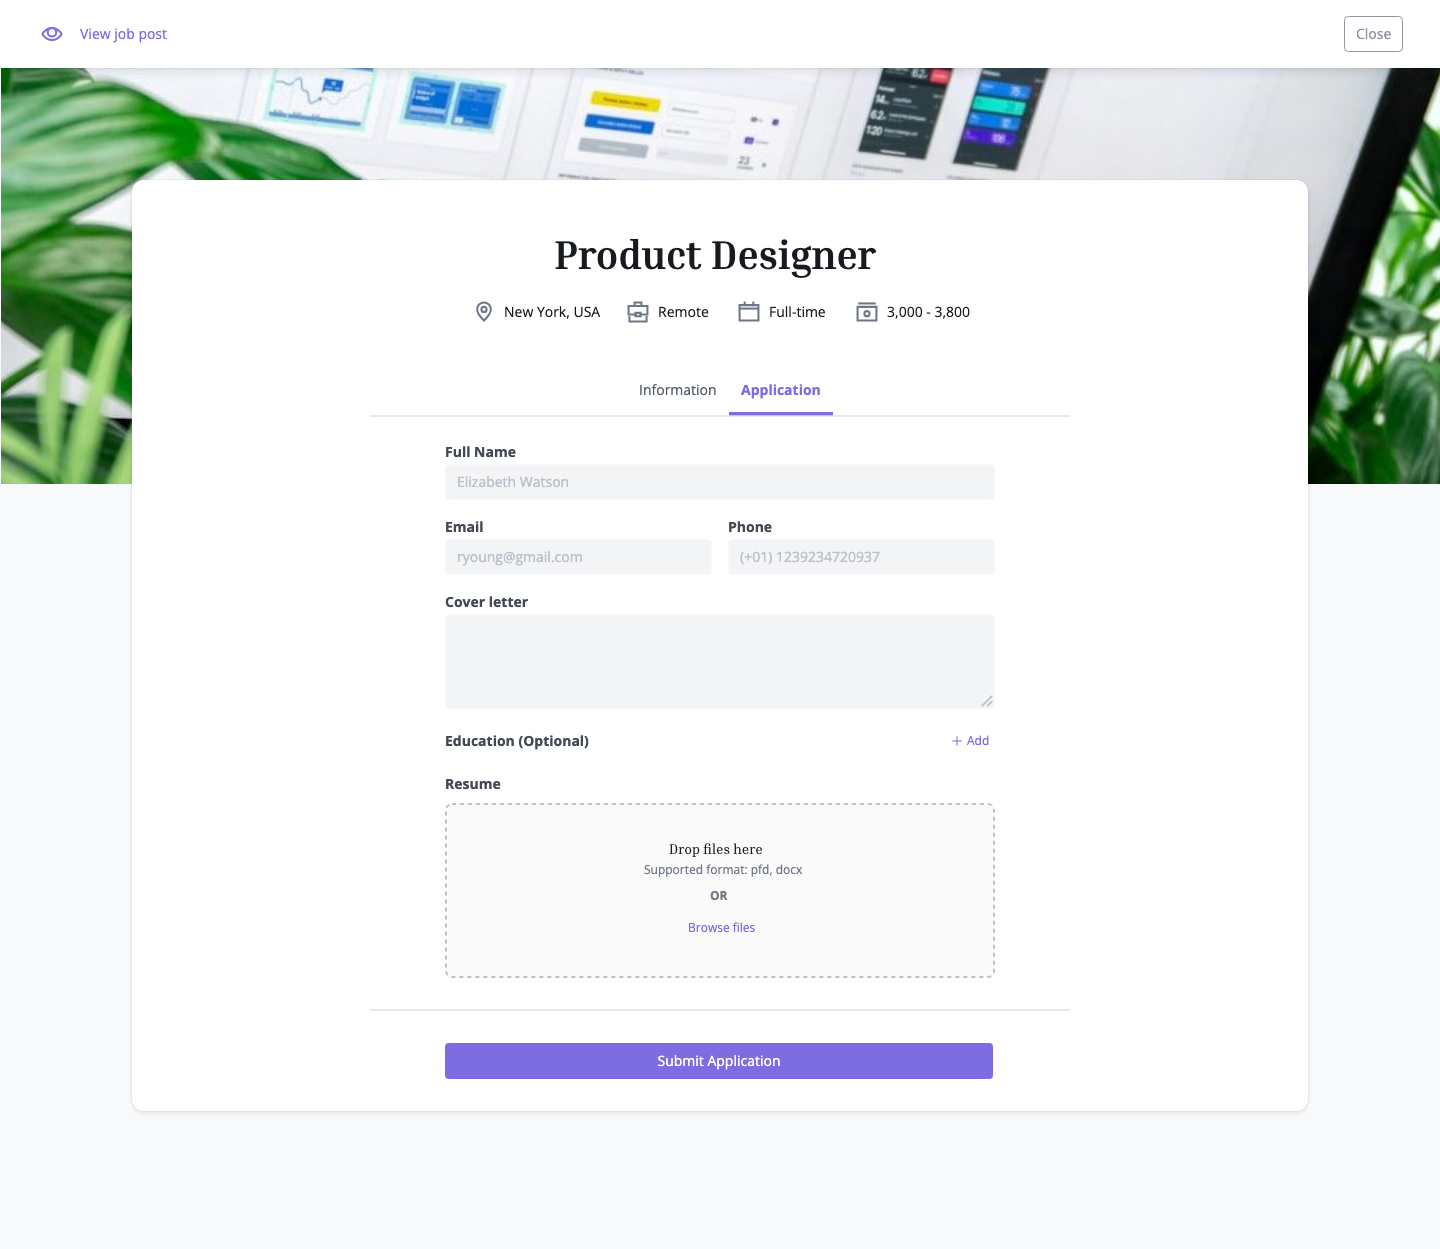 View job post
Close
Product Designer
New York, USA
Remote
Full-time
3,000 - 3,800
Information
Application
Full Name
Elizabeth Watson
Email
Phone
ryoung@gmail.com
(+01) 1239234720937
Cover letter
Education (Optional)
+ Add
Resume
Drop files here
Supported format: pfd, docx
OR
Browse files
Submit Application